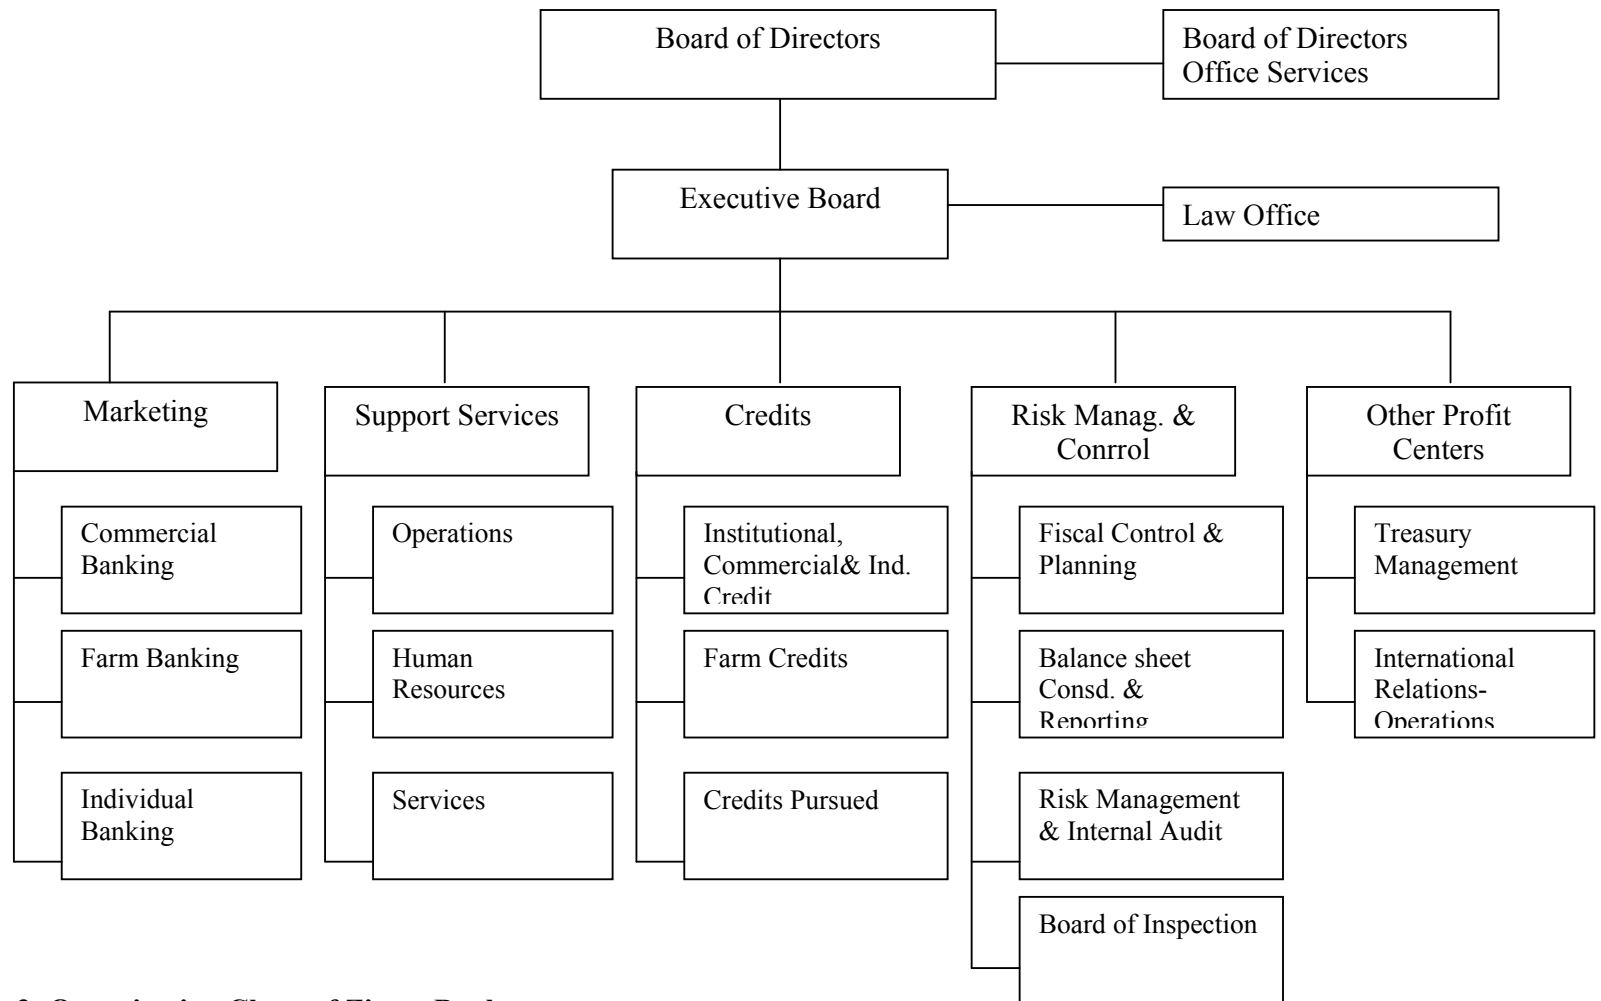 Board of Directors
Board of Directors
Office Services
Executive Board
Law Office
Marketing
Support Services
Credits
Risk Manag. &
Conrrol
Other Profit
Centers
Commercial
Banking
Farm Banking
Individual
Banking
Operations
Human
Resources
Services
Institutional,
Commercial& Ind.
Credit
Farm Credits
Credits Pursued
Fiscal Control &
Planning
Balance sheet
Consd. &
Reporting
Risk Management
& Internal Audit
Board of Inspection
Treasury
Management
International
Relations-
Operations